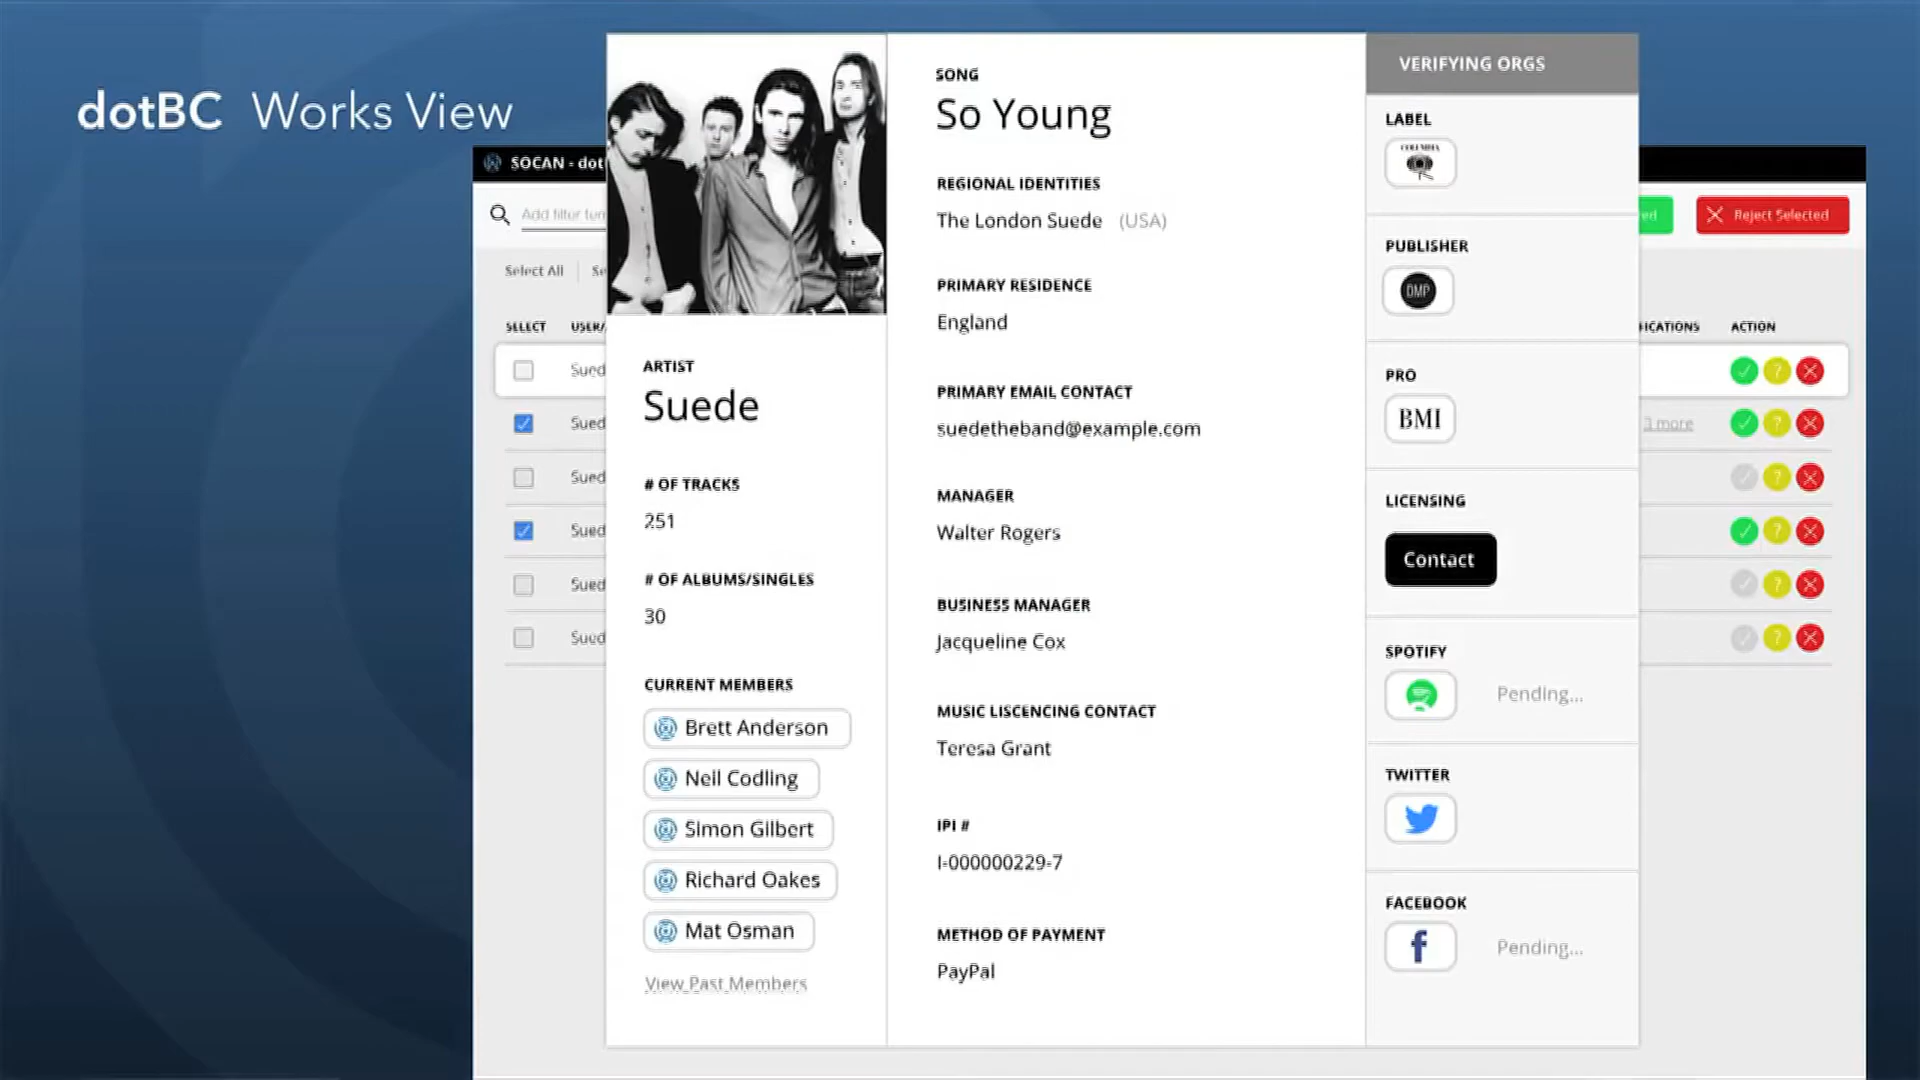 dotBC Works View
SOCAN - dot
Add filter
Select All
SELECT
Sued
Sued
Sued
Sued
Sued
Sued
ARTIST
Suede
# OF TRACKS
251
# OF ALBUMS/SINGLES
30
CURRENT MEMBERS
Brett Anderson
Neil Codling
Simon Gilbert
Richard Oakes
Mat Osman
View Past Members
SONG
So Young
REGIONAL IDENTITIES
The London Suede (USA)
PRIMARY RESIDENCE
England
PRIMARY EMAIL CONTACT
suedetheband@example.com
MANAGER
Walter Rogers
BUSINESS MANAGER
Jacqueline Cox
MUSIC LISCENCING CONTACT
Teresa Grant
IPI #
I-000000229-7
METHOD OF PAYMENT
PayPal
VERIFYING ORGS
LABEL
COLUMBIA
PUBLISHER
DMP
PRO
BMI
LICENSING
Contact
SPOTIFY
Pending...
TWITTER
FACEBOOK
Pending...
Reject Selected
ICATIONS ACTION
3 more